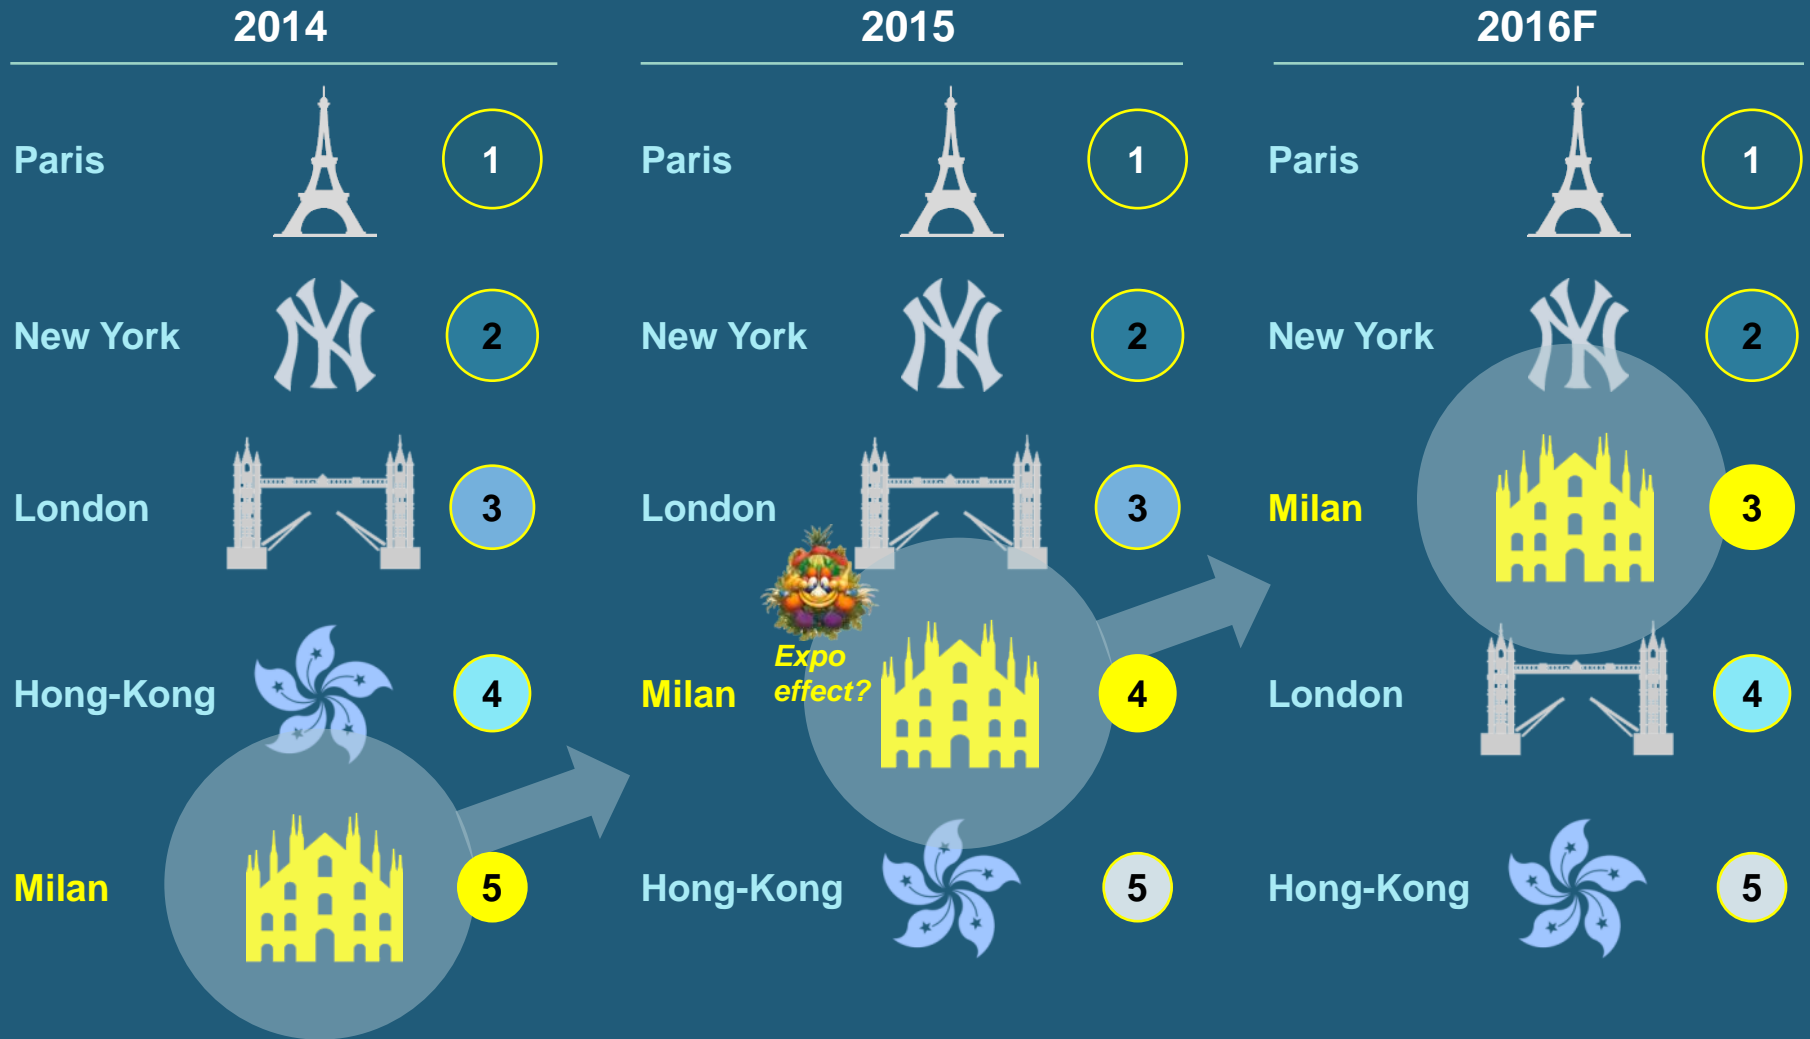 2014
Paris
1
New York
2
London
3
Hong-Kong
4
Milan
5
2015
Paris
1
New York
2
London
3
Expo
effect?
Milan
4
Hong-Kong
5
2016F
Paris
1
New York
2
Milan
3
London
4
Hong-Kong
5